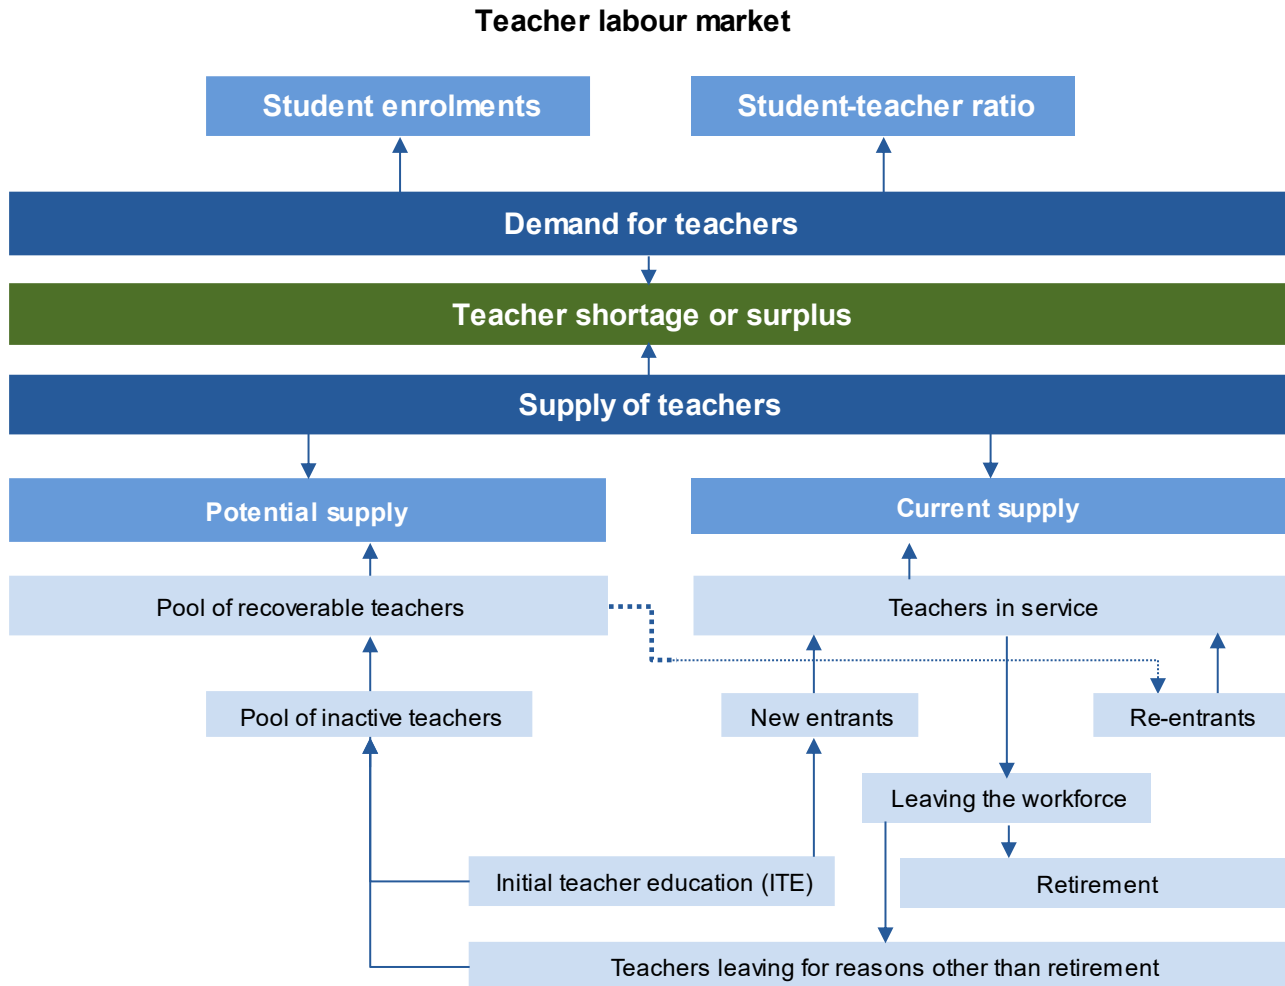 Teacher labour market
Student enrolments
Student-teacher ratio
Demand for teachers
Teacher shortage or surplus
Supply of teachers
Potential supply
Current supply
Pool of recoverable teachers
Teachers in service
Pool of inactive teachers
New entrants
Re-entrants
Leaving the workforce
Initial teacher education (ITE)
Retirement
Teachers leaving for reasons other than retirement